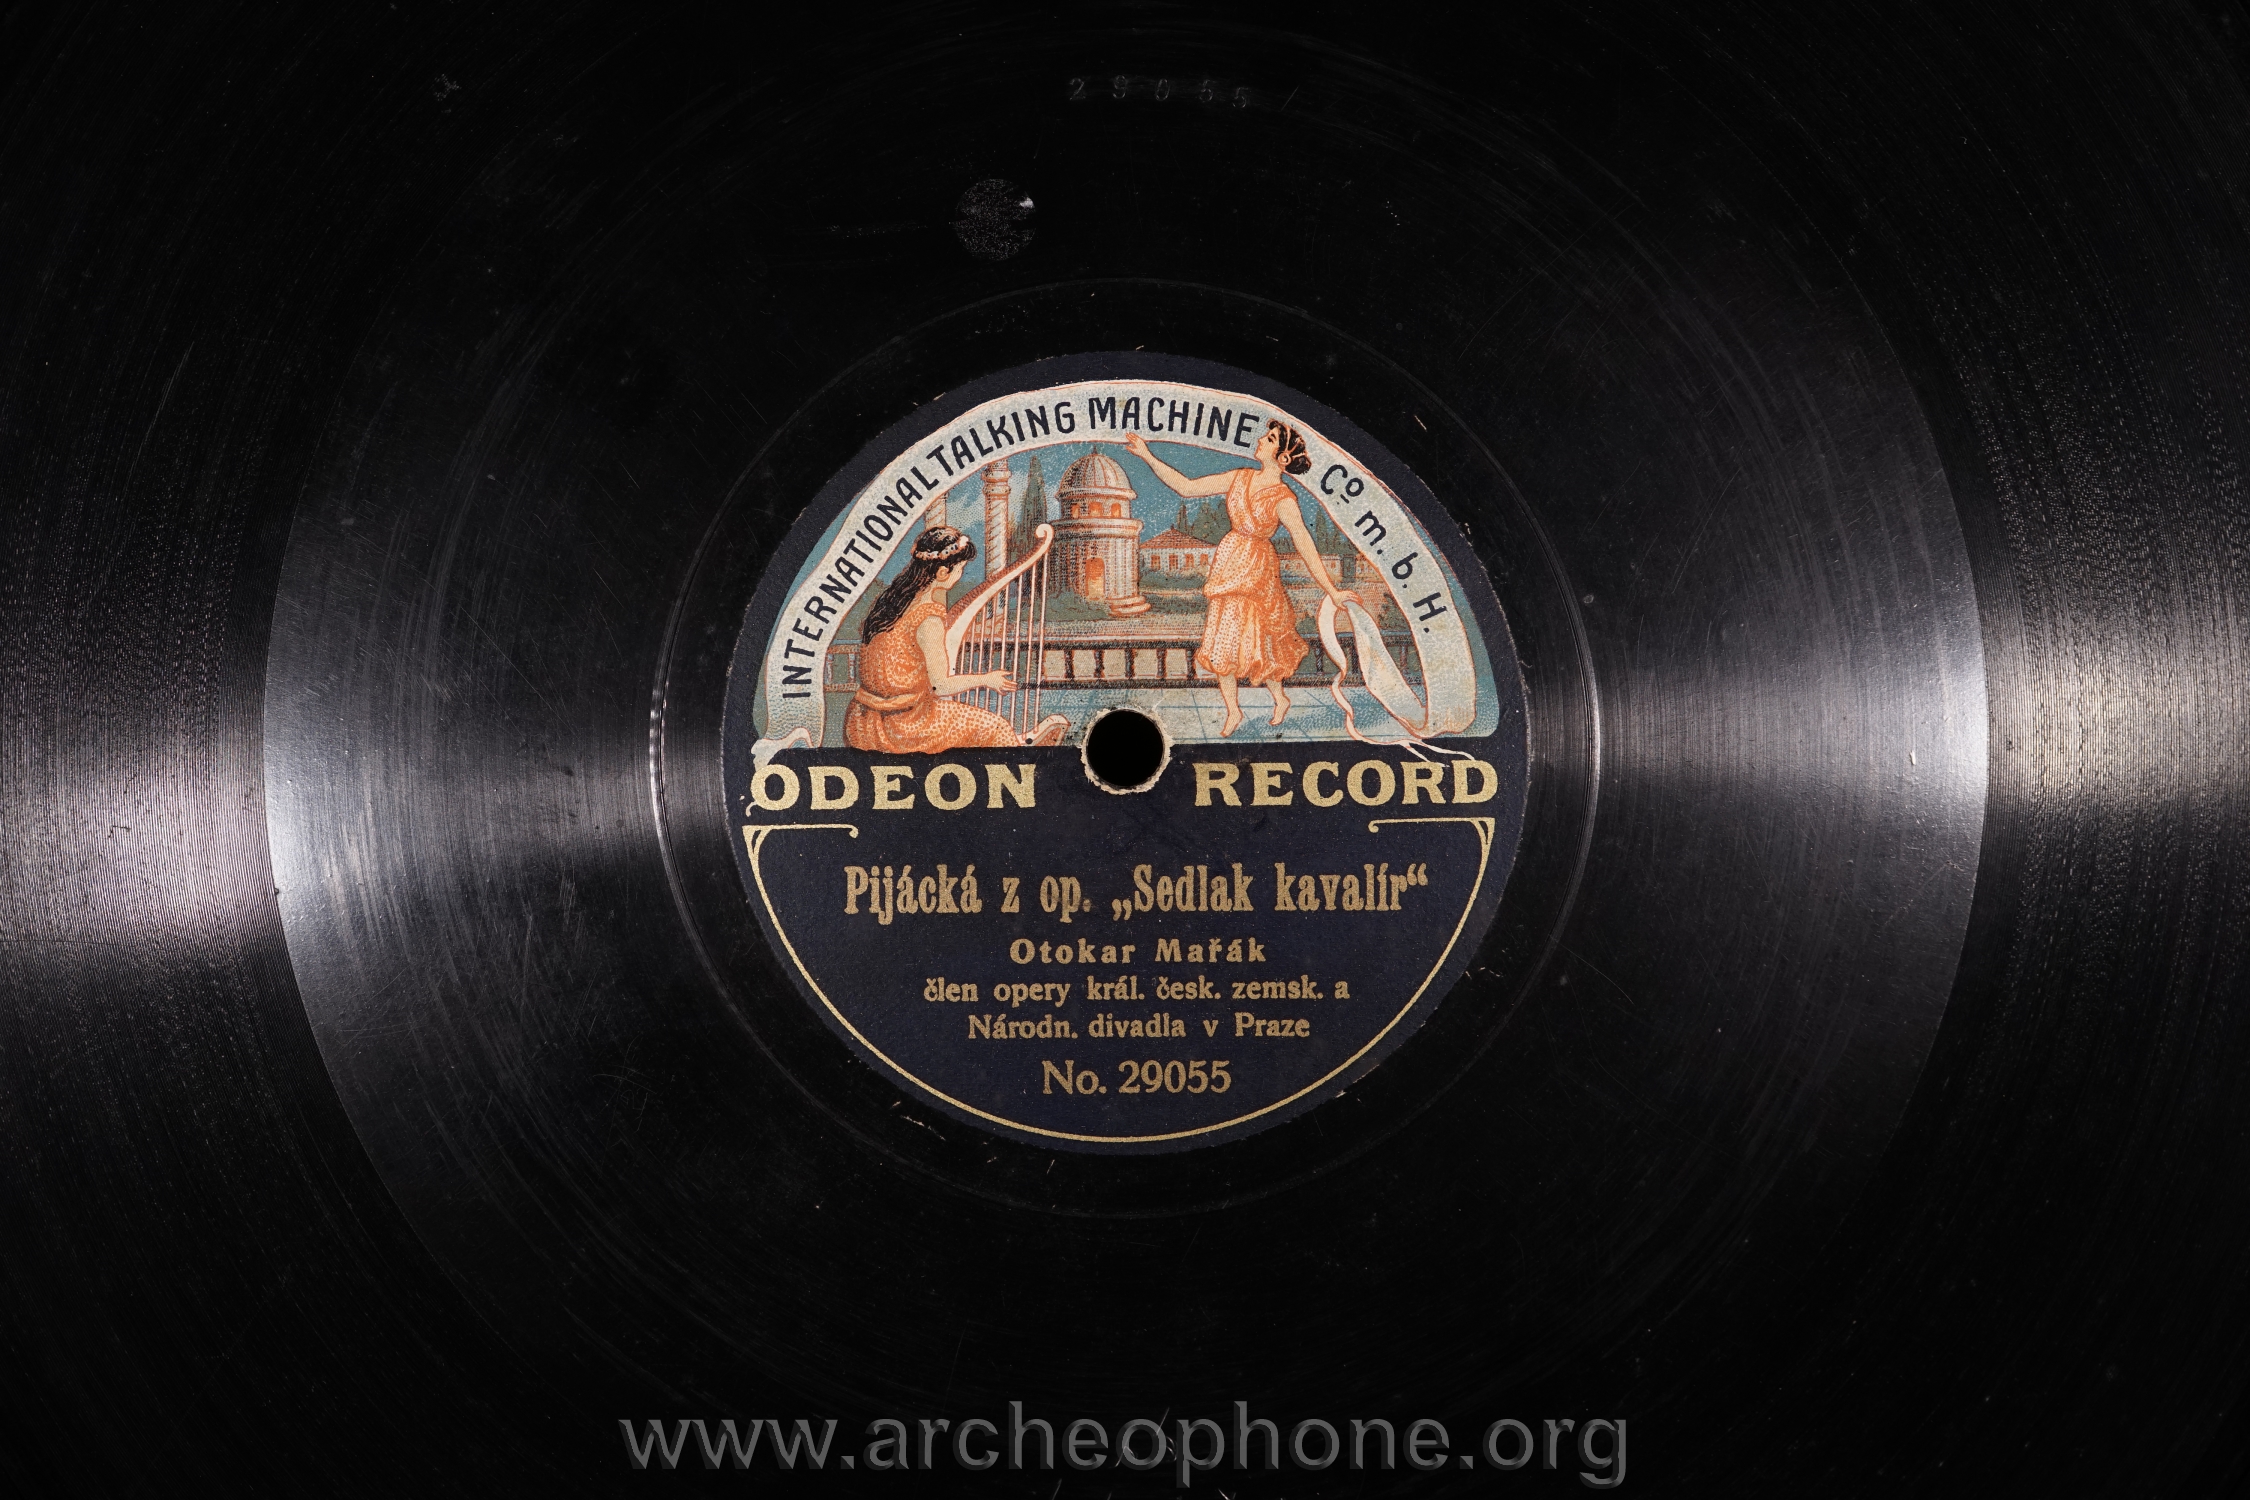 29055
INTERNATIONAL TALKING MACHINE Co m. b. H.
ODEON RECORD
Pijácká z op. „Sedlak kavalír“
Otokar Mařák
člen opery král. česk. zemsk. a
Národn. divadla v Praze
No. 29055
www.archeophone.org